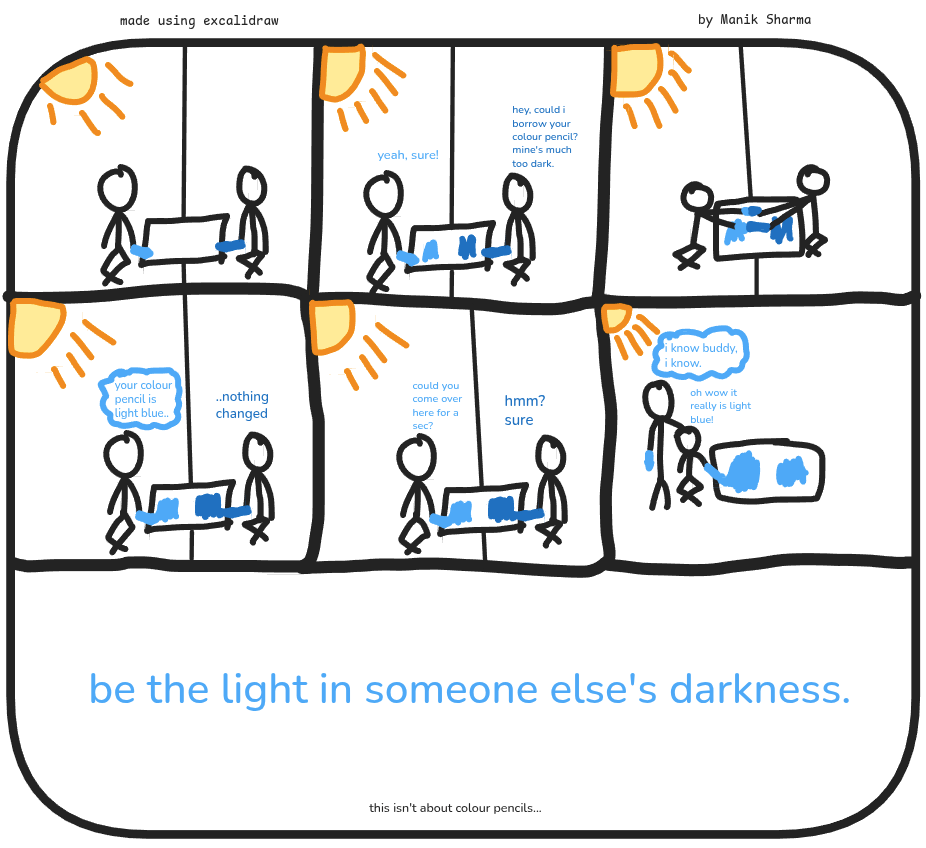 made using excalidraw
by Manik Sharma
yeah, sure!
hey, could i
borrow your
colour pencil?
mine's much
too dark.
your colour
pencil is
light blue..
..nothing
changed
could you
come over
here for a
sec?
hmm?
sure
i know buddy,
i know.
oh wow it
really is light
blue!
be the light in someone else's darkness.
this isn't about colour pencils...